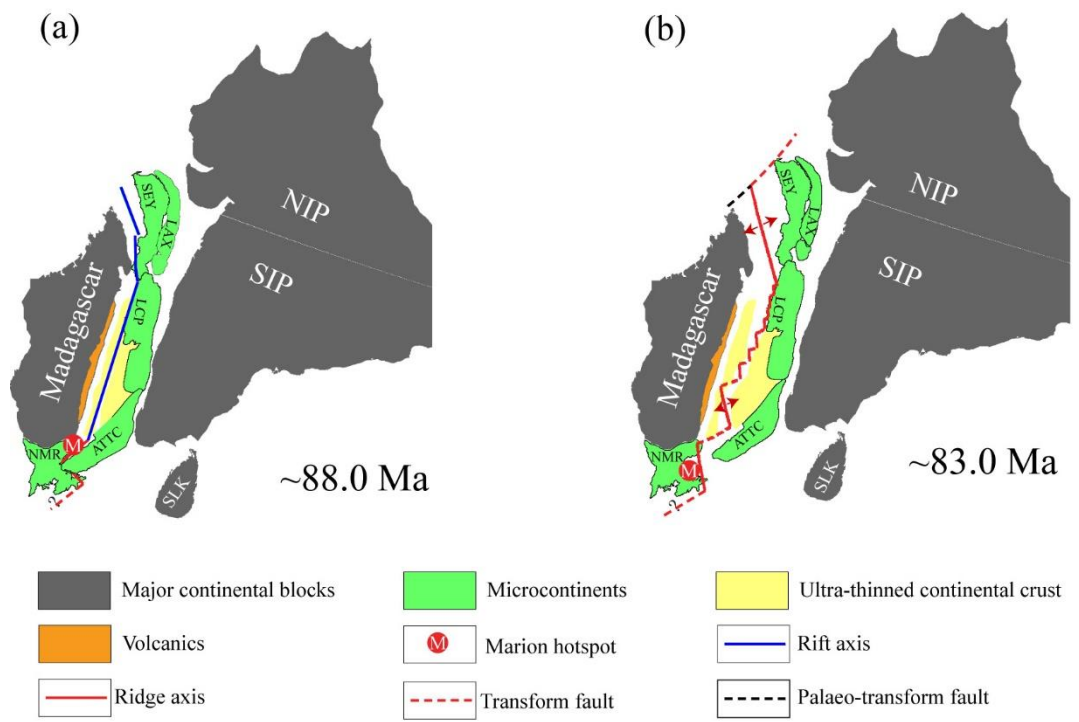 (a)
SEY
LAX
NIP
SIP
LCP
Madagascar
M
ATTC
NMR
?
SLK
~88.0 Ma
(b)
SEY
LAX
NIP
SIP
LCP
Madagascar
ATTC
NMR
M
?
SLK
~83.0 Ma
Major continental blocks
Microcontinents
Ultra-thinned continental crust
Volcanics
M
Marion hotspot
Rift axis
Ridge axis
Transform fault
Palaeo-transform fault